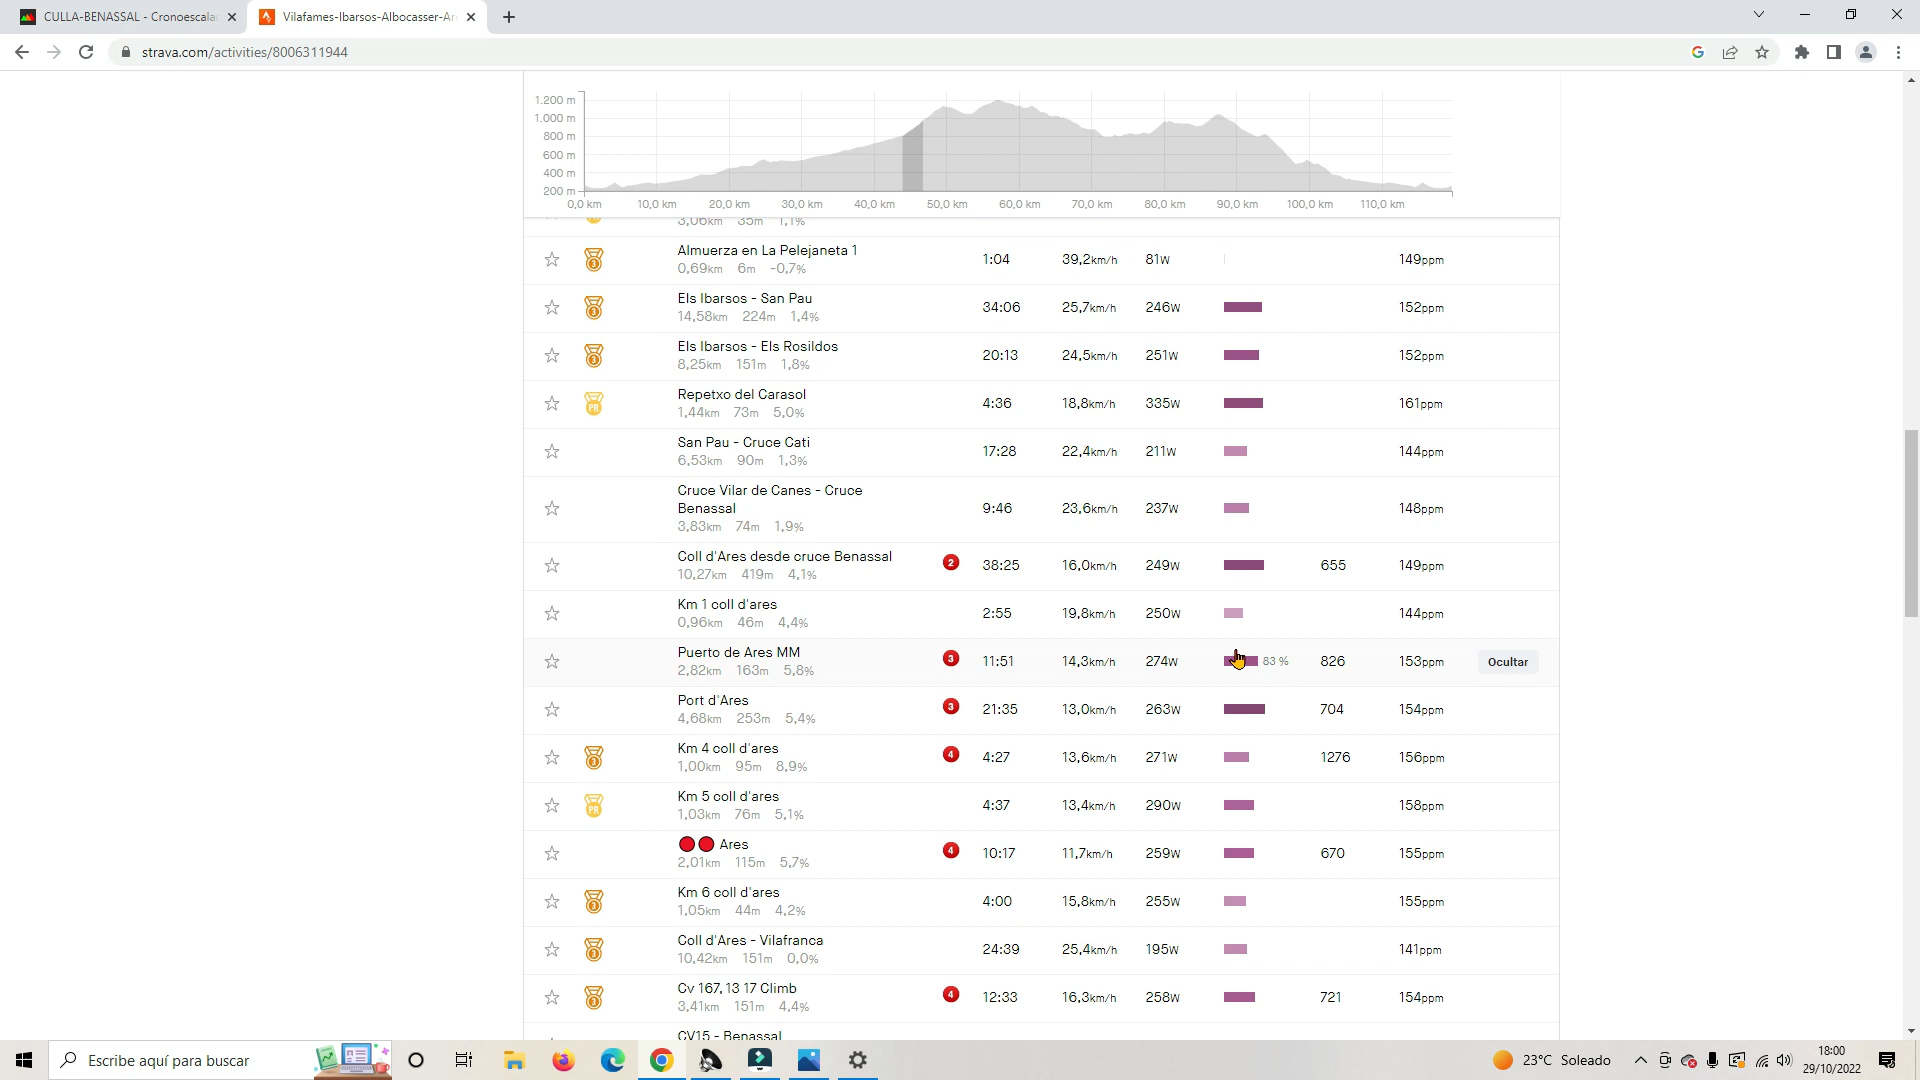 CULLA-BENASSAL - Cronoescala
Vilafames-Ibarsos-Albocasser-Ar
strava.com/activities/8006311944
1.200 m
1.000 m
800 m
600 m
400 m
200 m
0,0 km 10,0 km 20,0 km 30,0 km 40,0 km 50,0 km 60,0 km 70,0 km 80,0 km 90,0 km 100,0 km 110,0 km
3,06km 35m 1,1%
Almuerza en La Pelejaneta 1
0,69km 6m -0,7%
1:04 39,2km/h 81W 149ppm
Els Ibarsos - San Pau
14,58km 224m 1,4%
34:06 25,7km/h 246W 152ppm
Els Ibarsos - Els Rosildos
8,25km 151m 1,8%
20:13 24,5km/h 251W 152ppm
PR
Repetxo del Carasol
1,44km 73m 5,0%
4:36 18,8km/h 335W 161ppm
San Pau - Cruce Cati
6,53km 90m 1,3%
17:28 22,4km/h 211W 144ppm
Cruce Vilar de Canes - Cruce
Benassal
3,83km 74m 1,9%
9:46 23,6km/h 237W 148ppm
Coll d'Ares desde cruce Benassal
10,27km 419m 4,1%
2 38:25 16,0km/h 249W 655 149ppm
Km 1 coll d'ares
0,96km 46m 4,4%
2:55 19,8km/h 250W 144ppm
Puerto de Ares MM
2,82km 163m 5,8%
3 11:51 14,3km/h 274W 83 % 826 153ppm Ocultar
Port d'Ares
4,68km 253m 5,4%
3 21:35 13,0km/h 263W 704 154ppm
Km 4 coll d'ares
1,00km 95m 8,9%
4 4:27 13,6km/h 271W 1276 156ppm
PR
Km 5 coll d'ares
1,03km 76m 5,1%
4:37 13,4km/h 290W 158ppm
Ares
2,01km 115m 5,7%
4 10:17 11,7km/h 259W 670 155ppm
Km 6 coll d'ares
1,05km 44m 4,2%
4:00 15,8km/h 255W 155ppm
Coll d'Ares - Vilafranca
10,42km 151m 0,0%
24:39 25,4km/h 195W 141ppm
Cv 167, 13 17 Climb
3,41km 151m 4,4%
4 12:33 16,3km/h 258W 721 154ppm
CV15 - Benassal
Escribe aquí para buscar
23°C Soleado
18:00
29/10/2022